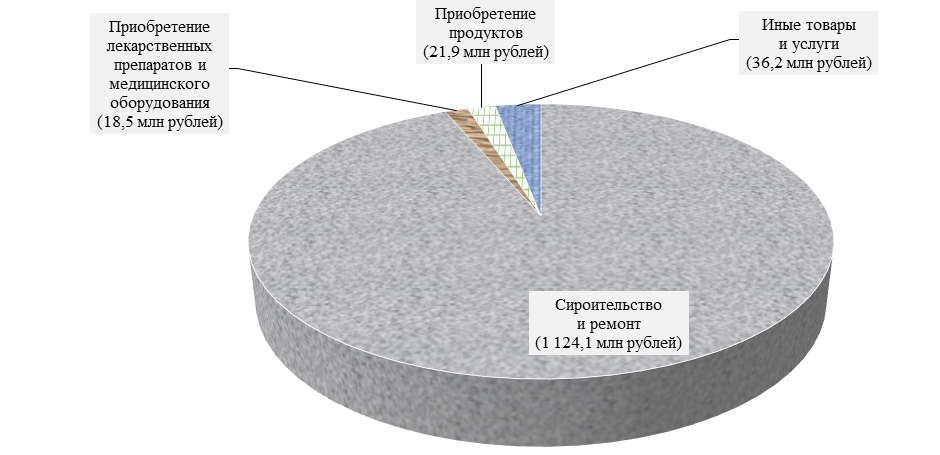 Приобретение
лекарственных
препаратов и
медицинского
оборудования
(18,5 млн рублей)
Приобретение
продуктов
(21,9 млн рублей)
Иные товары
и услуги
(36,2 млн рублей)
Сироительство
и ремонт
(1 124,1 млн рублей)